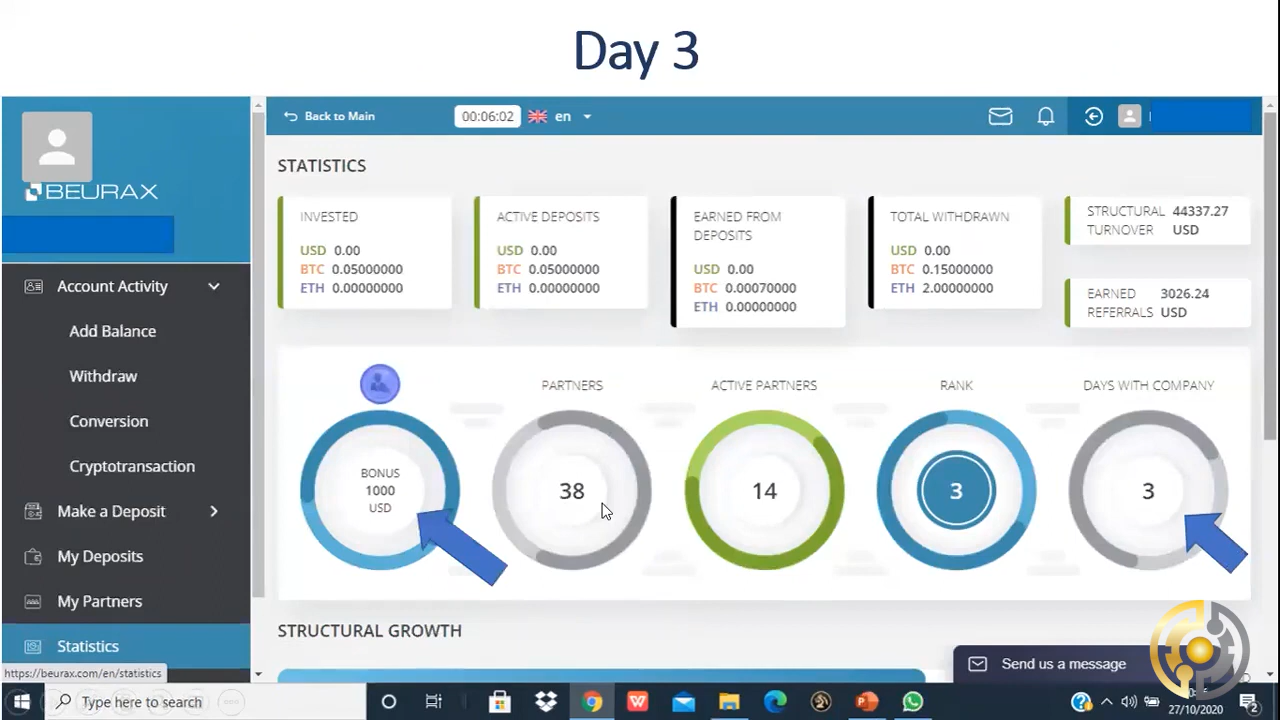 Day 3
BEURAX
Back to Main
00:06:02
en
Account Activity
Add Balance
Withdraw
Conversion
Cryptotransaction
Make a Deposit
My Deposits
My Partners
Statistics
https://beurax.com/en/statistics
STATISTICS
INVESTED
USD 0.00
BTC 0.05000000
ETH 0.00000000
ACTIVE DEPOSITS
USD 0.00
BTC 0.05000000
ETH 0.00000000
EARNED FROM
DEPOSITS
USD 0.00
BTC 0.00070000
ETH 0.00000000
TOTAL WITHDRAWN
USD 0.00
BTC 0.15000000
ETH 2.00000000
STRUCTURAL 44337.27
TURNOVER USD
EARNED 3026.24
REFERRALS USD
BONUS
1000
USD
PARTNERS
38
ACTIVE PARTNERS
14
RANK
3
DAYS WITH COMPANY
3
STRUCTURAL GROWTH
Send us a message
Type here to search
27/10/2020
2